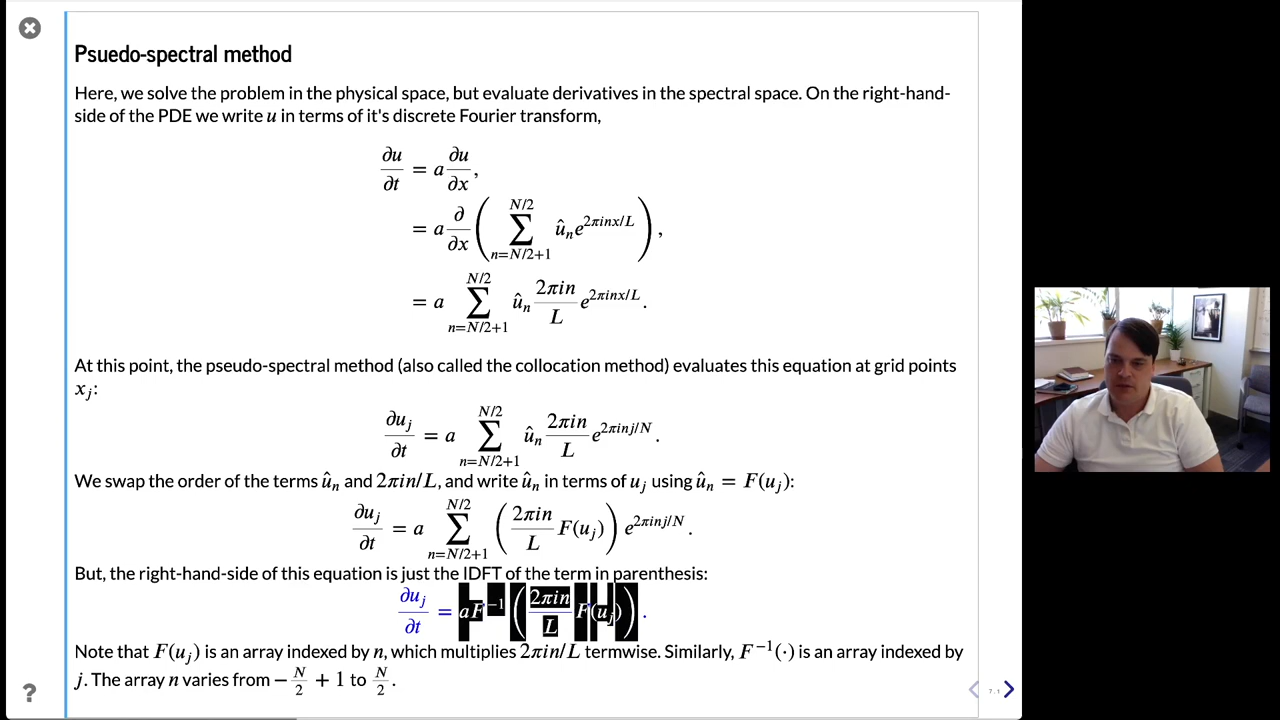 Psuedo-spectral method
Here, we solve the problem in the physical space, but evaluate derivatives in the spectral space. On the right-hand-
side of the PDE we write u in terms of it's discrete Fourier transform,
∂u/∂t = a ∂u/∂x,
= a ∂/∂x ( ∑_{n=N/2+1}^{N/2} û_n e^{2πinx/L} ),
= a ∑_{n=N/2+1}^{N/2} û_n 2πin/L e^{2πinx/L}.
At this point, the pseudo-spectral method (also called the collocation method) evaluates this equation at grid points
x_j:
∂u_j/∂t = a ∑_{n=N/2+1}^{N/2} û_n 2πin/L e^{2πinj/N}.
We swap the order of the terms û_n and 2πin/L, and write û_n in terms of u_j using û_n = F(u_j):
∂u_j/∂t = a ∑_{n=N/2+1}^{N/2} ( 2πin/L F(u_j) ) e^{2πinj/N}.
But, the right-hand-side of this equation is just the IDFT of the term in parenthesis:
∂u_j/∂t = aF^{-1} ( 2πin/L F(u_j) ).
Note that F(u_j) is an array indexed by n, which multiplies 2πin/L termwise. Similarly, F^{-1}(·) is an array indexed by
j. The array n varies from −N/2 + 1 to N/2.
?
7.1